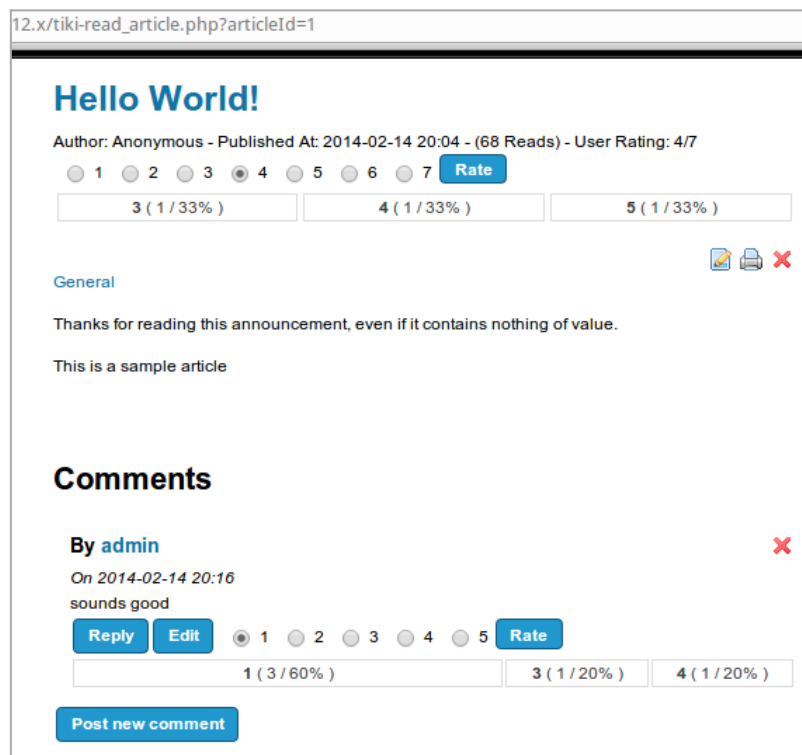 12.x/tiki-read_article.php?articleId=1
Hello World!
Author: Anonymous - Published At: 2014-02-14 20:04 - (68 Reads) - User Rating: 4/7
1 2 3 4 5 6 7 Rate
3 ( 1 / 33% ) 4 ( 1 / 33% ) 5 ( 1 / 33% )
General
Thanks for reading this announcement, even if it contains nothing of value.
This is a sample article
Comments
By admin
On 2014-02-14 20:16
sounds good
Reply Edit 1 2 3 4 5 Rate
1 ( 3 / 60% ) 3 ( 1 / 20% ) 4 ( 1 / 20% )
Post new comment